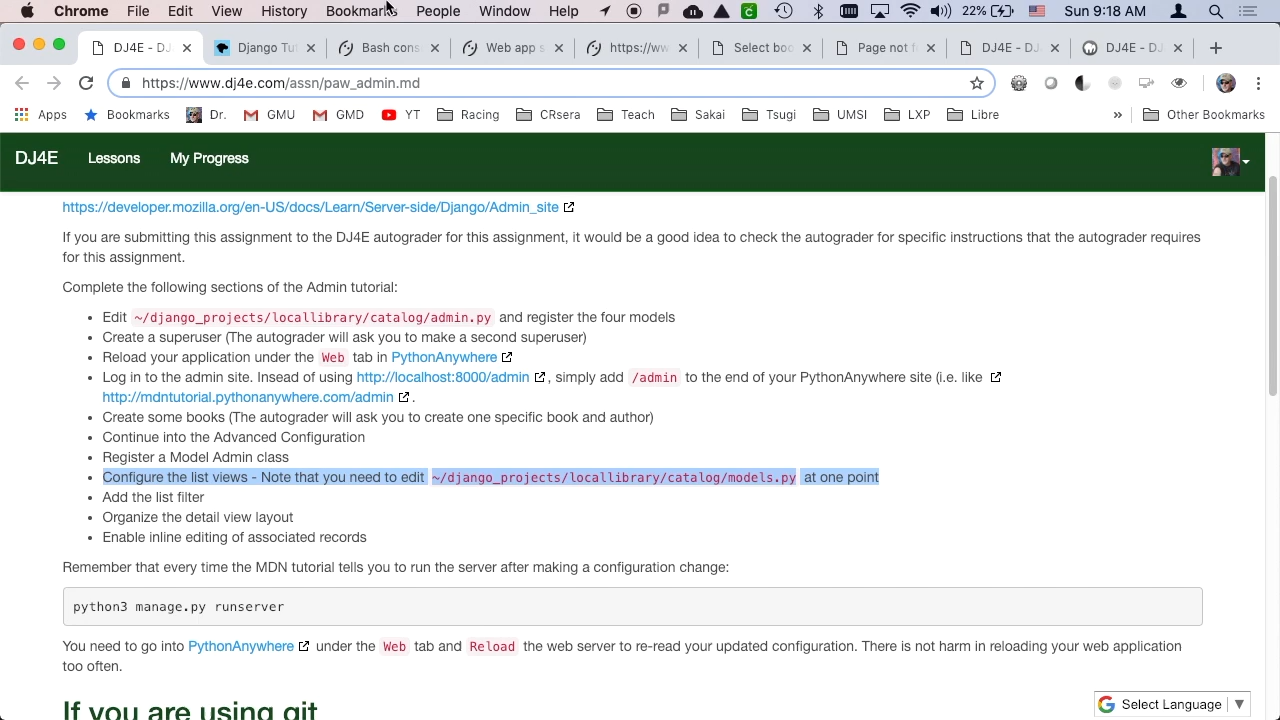 Chrome File Edit View History Bookmarks People Window Help 22% Sun 9:18 AM
DJ4E - DJ Django Tut Bash cons Web app s https://ww Select boo Page not f DJ4E - DJ DJ4E - DJ
https://www.dj4e.com/assn/paw_admin.md
Apps Bookmarks Dr. GMU GMD YT Racing CRsera Teach Sakai Tsugi UMSI LXP Libre » Other Bookmarks
DJ4E Lessons My Progress
https://developer.mozilla.org/en-US/docs/Learn/Server-side/Django/Admin_site
If you are submitting this assignment to the DJ4E autograder for this assignment, it would be a good idea to check the autograder for specific instructions that the autograder requires
for this assignment.
Complete the following sections of the Admin tutorial:
• Edit ~/django_projects/locallibrary/catalog/admin.py and register the four models
• Create a superuser (The autograder will ask you to make a second superuser)
• Reload your application under the Web tab in PythonAnywhere
• Log in to the admin site. Insead of using http://localhost:8000/admin , simply add /admin to the end of your PythonAnywhere site (i.e. like
http://mdntutorial.pythonanywhere.com/admin .
• Create some books (The autograder will ask you to create one specific book and author)
• Continue into the Advanced Configuration
• Register a Model Admin class
• Configure the list views - Note that you need to edit ~/django_projects/locallibrary/catalog/models.py at one point
• Add the list filter
• Organize the detail view layout
• Enable inline editing of associated records
Remember that every time the MDN tutorial tells you to run the server after making a configuration change:
python3 manage.py runserver
You need to go into PythonAnywhere under the Web tab and Reload the web server to re-read your updated configuration. There is not harm in reloading your web application
too often.
If you are using git
Select Language